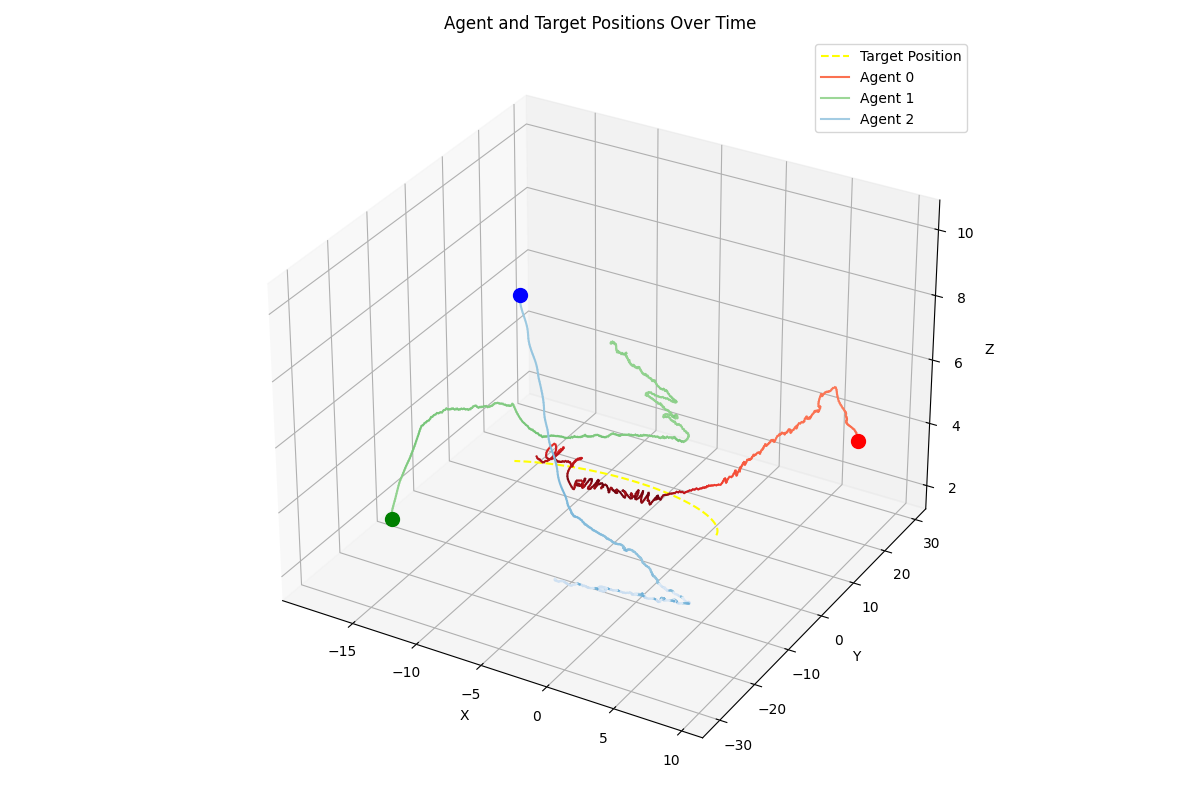 Agent and Target Positions Over Time
Target Position
Agent 0
Agent 1
Agent 2
10
8
6
4
2
Z
30
20
10
0
−10
−20
−30
Y
−15
−10
−5
0
5
10
X